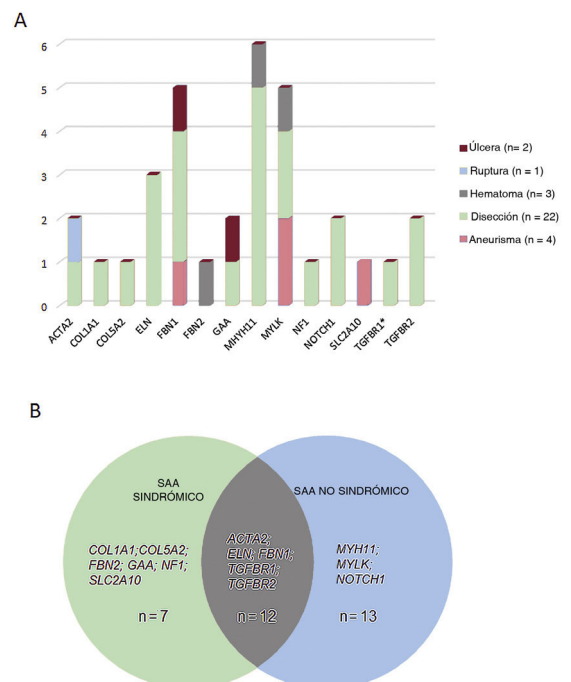 A
6
5
4
3
2
1
0
ACTA2
COL1A1
COL5A2
ELN
FBN1
FBN2
GAA
MHYH11
MYLK
NF1
NOTCH1
SLC2A10
TGFBR1*
TGFBR2
Úlcera (n= 2)
Ruptura (n = 1)
Hematoma (n= 3)
Disección (n = 22)
Aneurisma (n = 4)
B
SAA
SINDRÓMICO
COL1A1;COL5A2;
FBN2; GAA; NF1;
SLC2A10
n=7
ACTA2;
ELN; FBN1;
TGFBR1;
TGFBR2
n=12
SAA NO SINDRÓMICO
MYH11;
MYLK;
NOTCH1
n=13